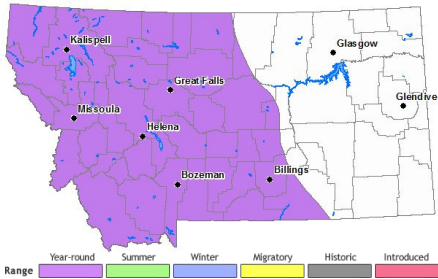 Kalispell
Glasgow
Great Falls
Glendive
Missoula
Helena
Bozeman
Billings
Year-round Summer Winter Migratory Historic Introduced
Range